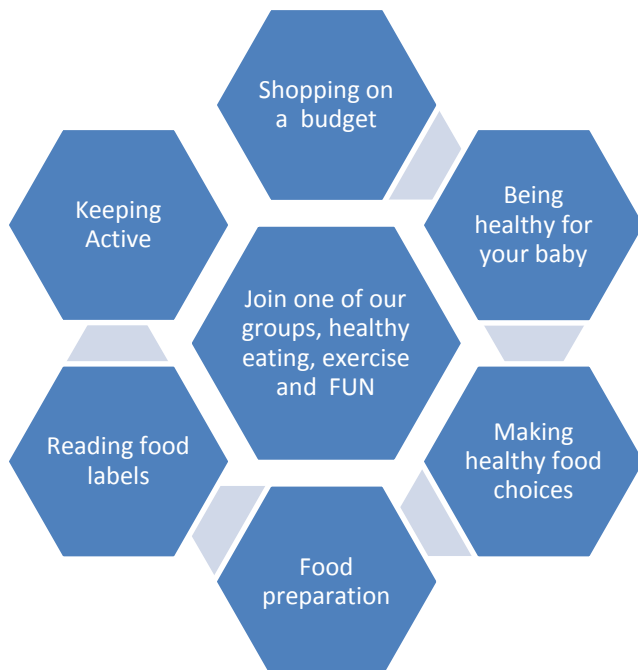 Shopping on
a budget
Being
healthy for
your baby
Making
healthy food
choices
Food
preparation
Reading food
labels
Keeping
Active
Join one of our
groups, healthy
eating, exercise
and FUN